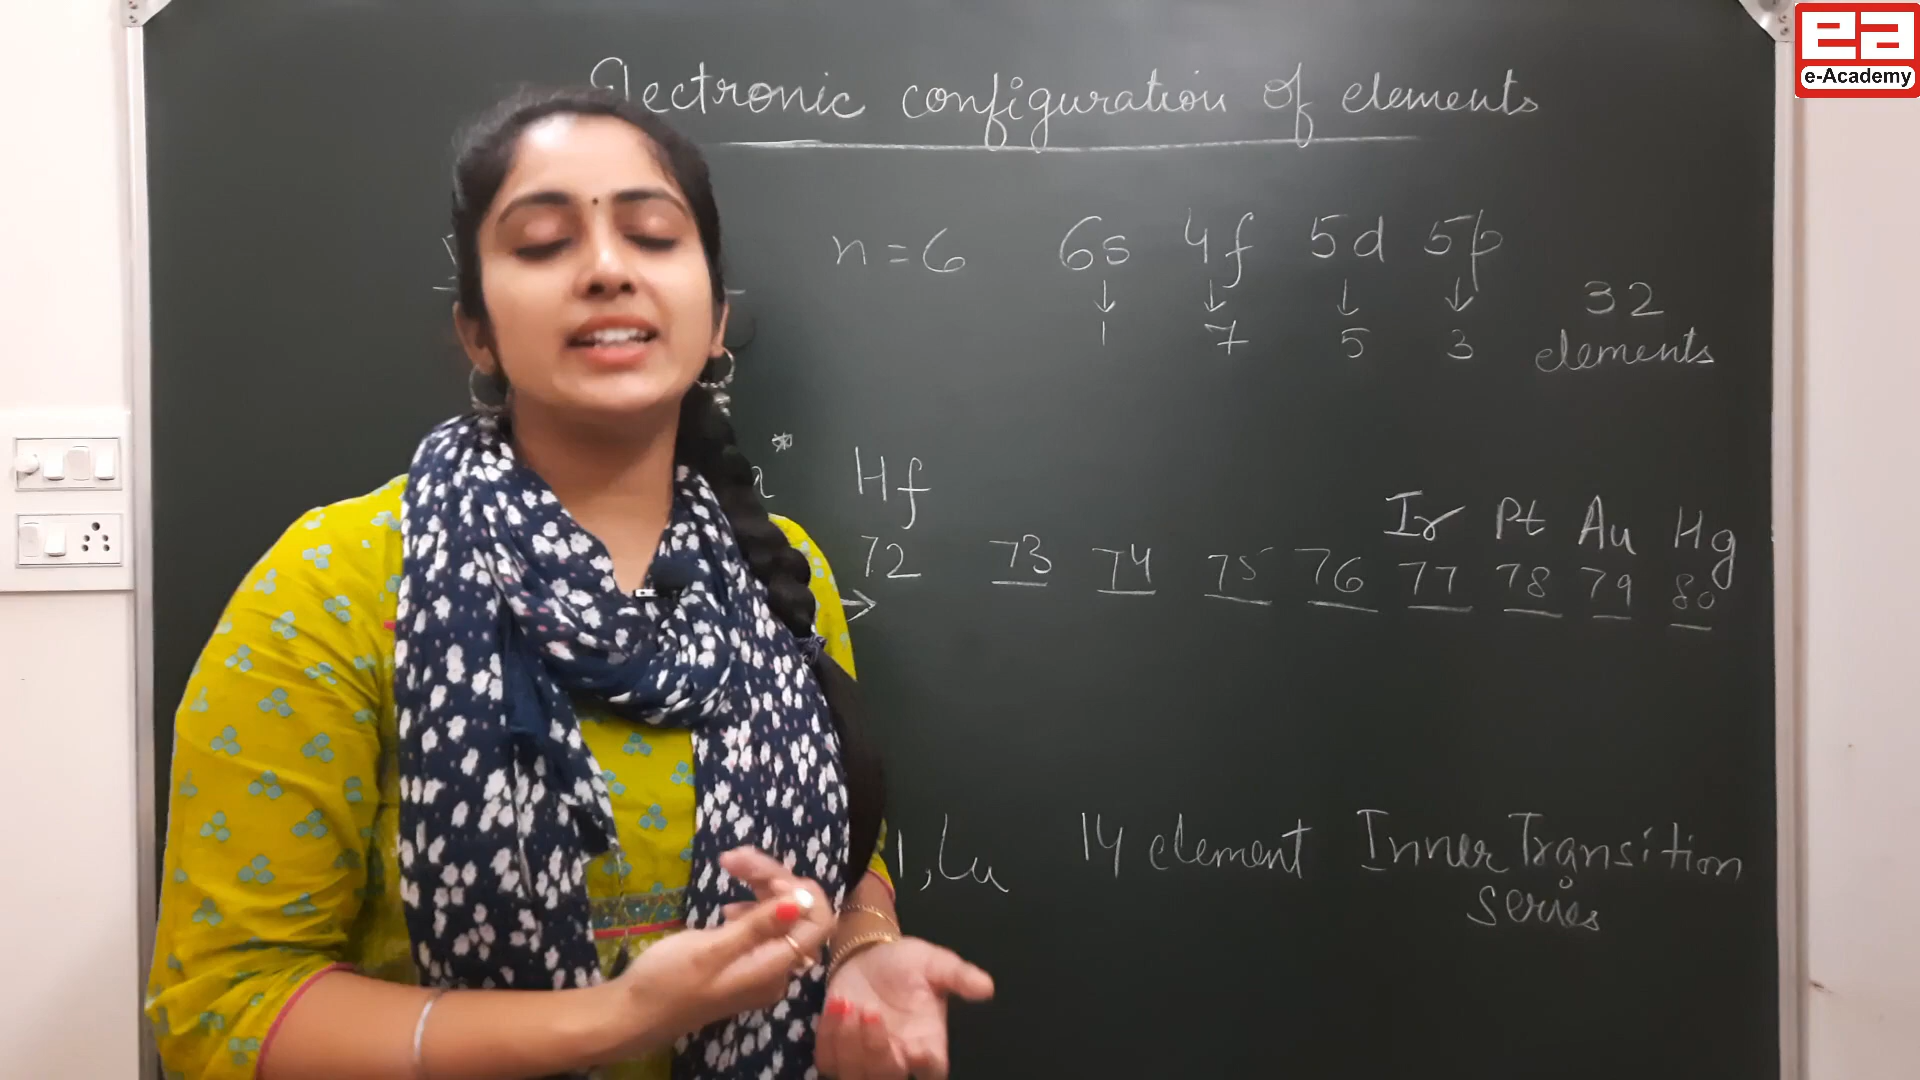 ea
e-Academy
Electronic configuration of elements
n=6 6s 4f 5d 5p
↓ ↓ ↓ ↓
1 7 5 3
32
elements
*
Hf Ir Pt Au Hg
72 73 74 75 76 77 78 79 80
→
, Lu 14 element Inner Transition
series